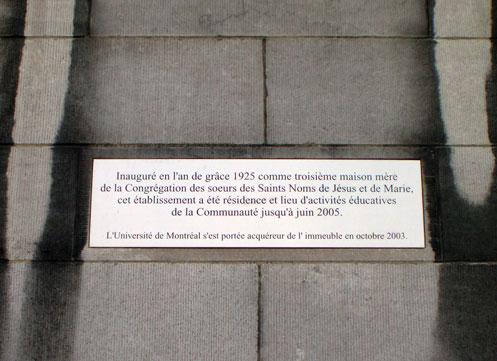 Inauguré en l'an de grâce 1925 comme troisième maison mère
de la Congrégation des soeurs des Saints Noms de Jésus et de Marie,
cet établissement a été résidence et lieu d'activités éducatives
de la Communauté jusqu'à juin 2005.
L'Université de Montréal s'est portée acquéreur de l' immeuble en octobre 2003.